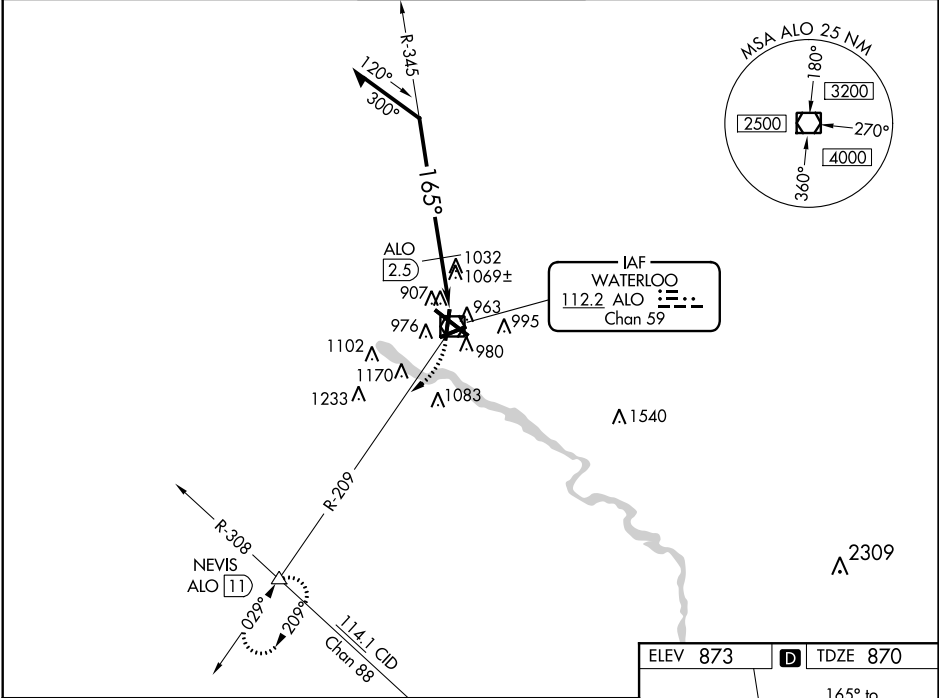 MSA ALO 25 NM
180°
3200
2500
270°
4000
360°
R-345
120°
300°
165°
ALO
2.5
1032
1069±
907
963
976
995
980
1102
1170
1233
1083
1540
2309
IAF
WATERLOO
112.2 ALO
Chan 59
R-209
R-308
NEVIS
ALO 11
029°
209°
114.1 CID
Chan 88
ELEV 873 D TDZE 870
165° to